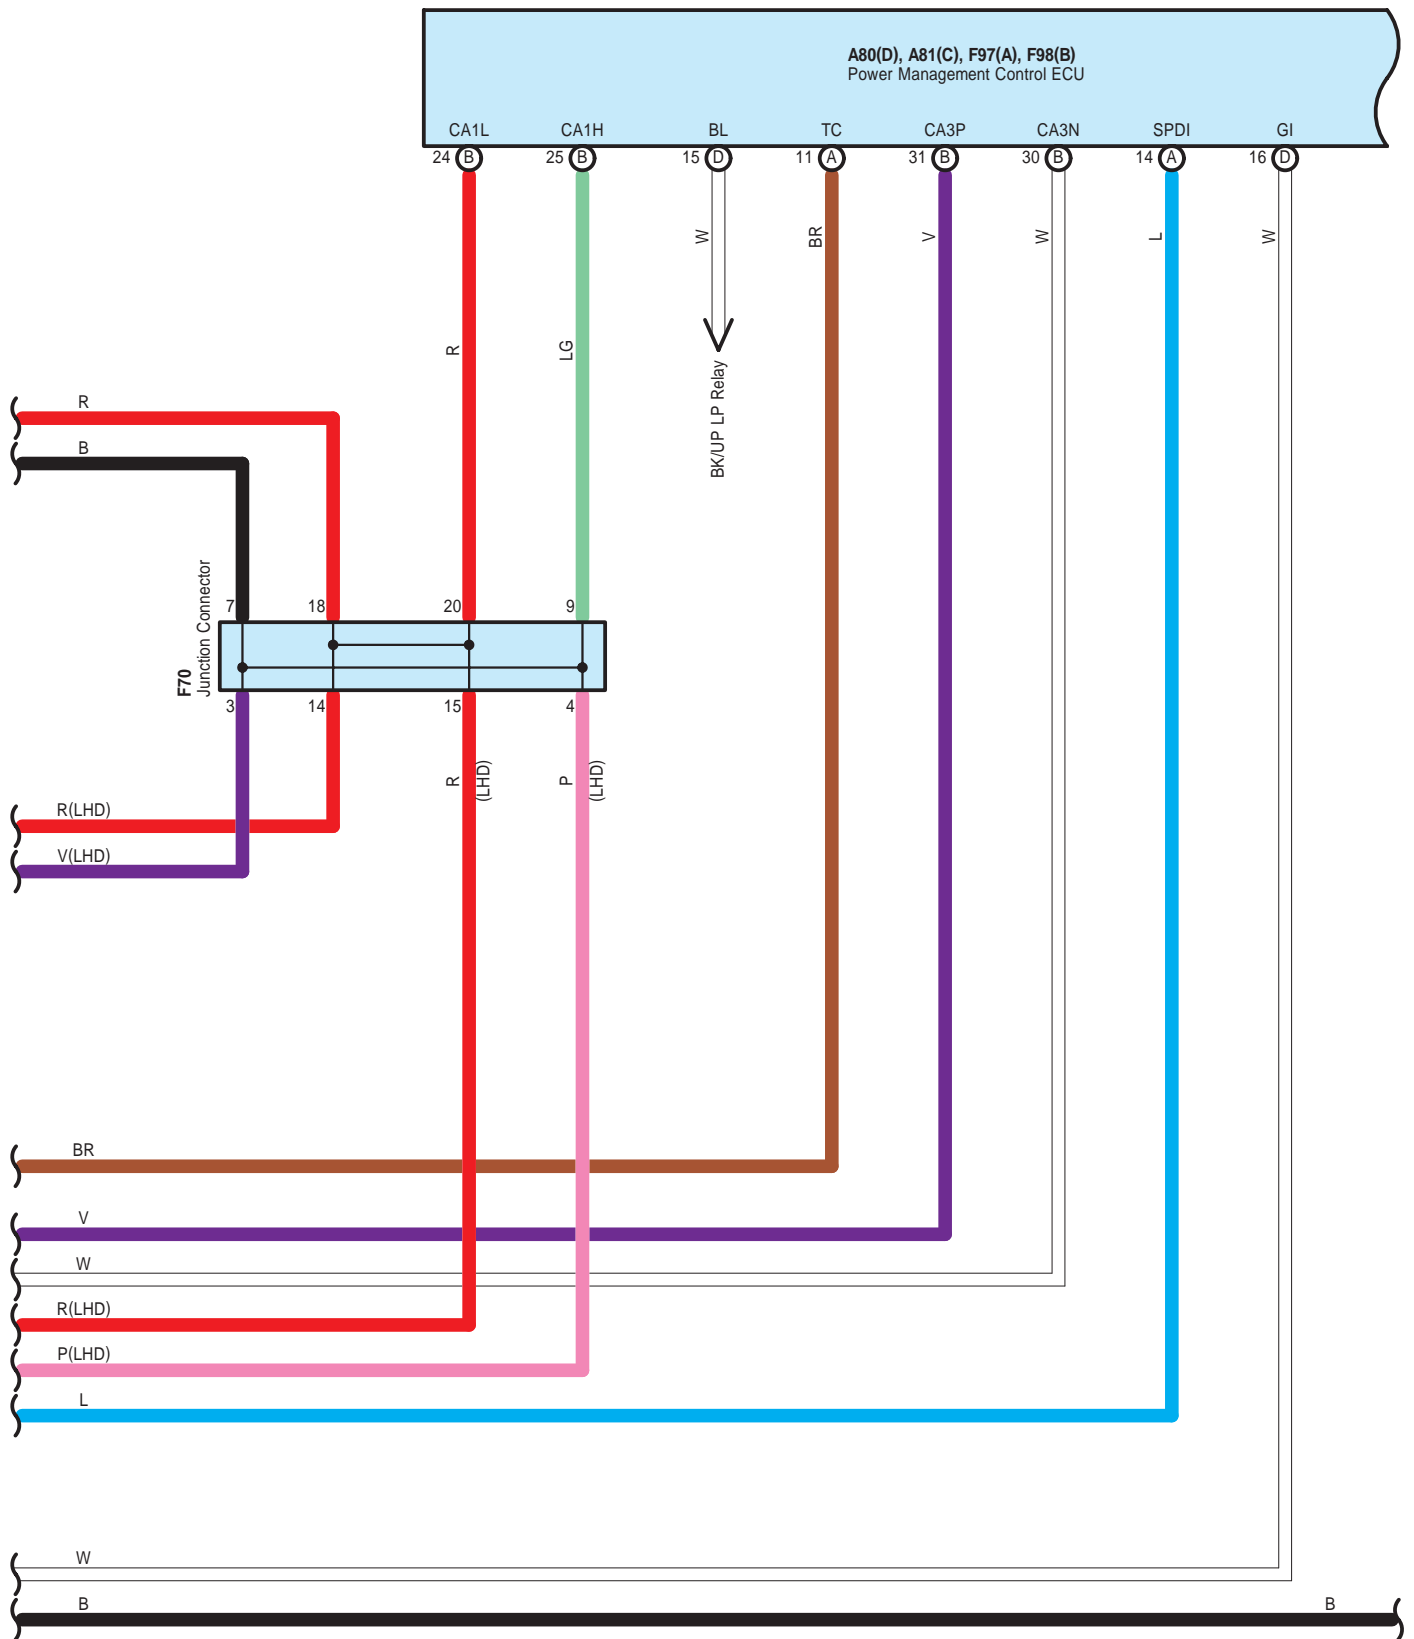 A80(D), A81(C), F97(A), F98(B)
Power Management Control ECU
CA1L CA1H BL TC CA3P CA3N SPDI GI
24 B 25 B 15 D 11 A 31 B 30 B 14 A 16 D
W BR V W L W
R LG
BK/UP LP Relay
R
B
F70
Junction Connector
7 18 20 9
3 14 15 4
R
(LHD)
P
(LHD)
R(LHD)
V(LHD)
BR
V
W
R(LHD)
P(LHD)
L
W
B B